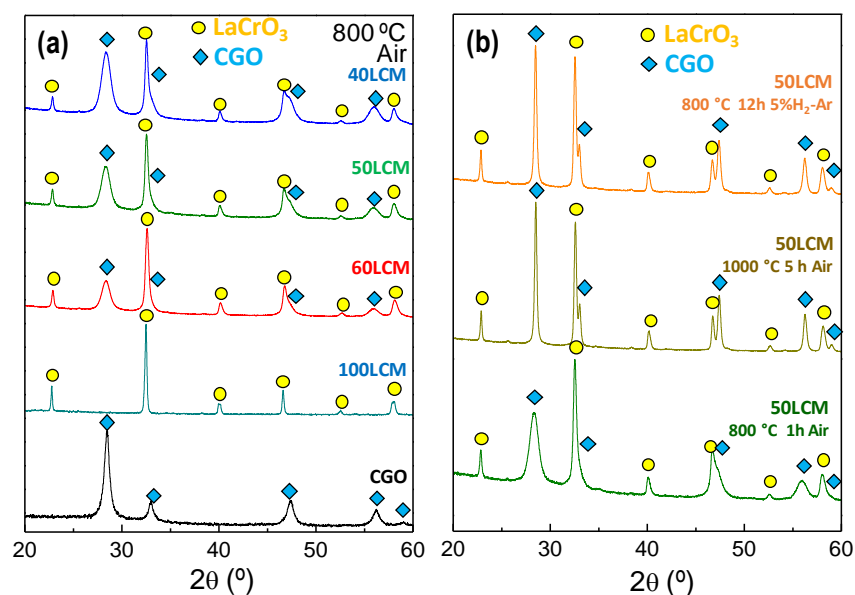 (a)
LaCrO₃
CGO
800 ºC
Air
40LCM
50LCM
60LCM
100LCM
CGO
20 30 40 50 60
2θ (º)
(b)
LaCrO₃
CGO
50LCM
800 °C 12h 5%H₂-Ar
50LCM
1000 °C 5 h Air
50LCM
800 °C 1h Air
20 30 40 50 60
2θ (º)